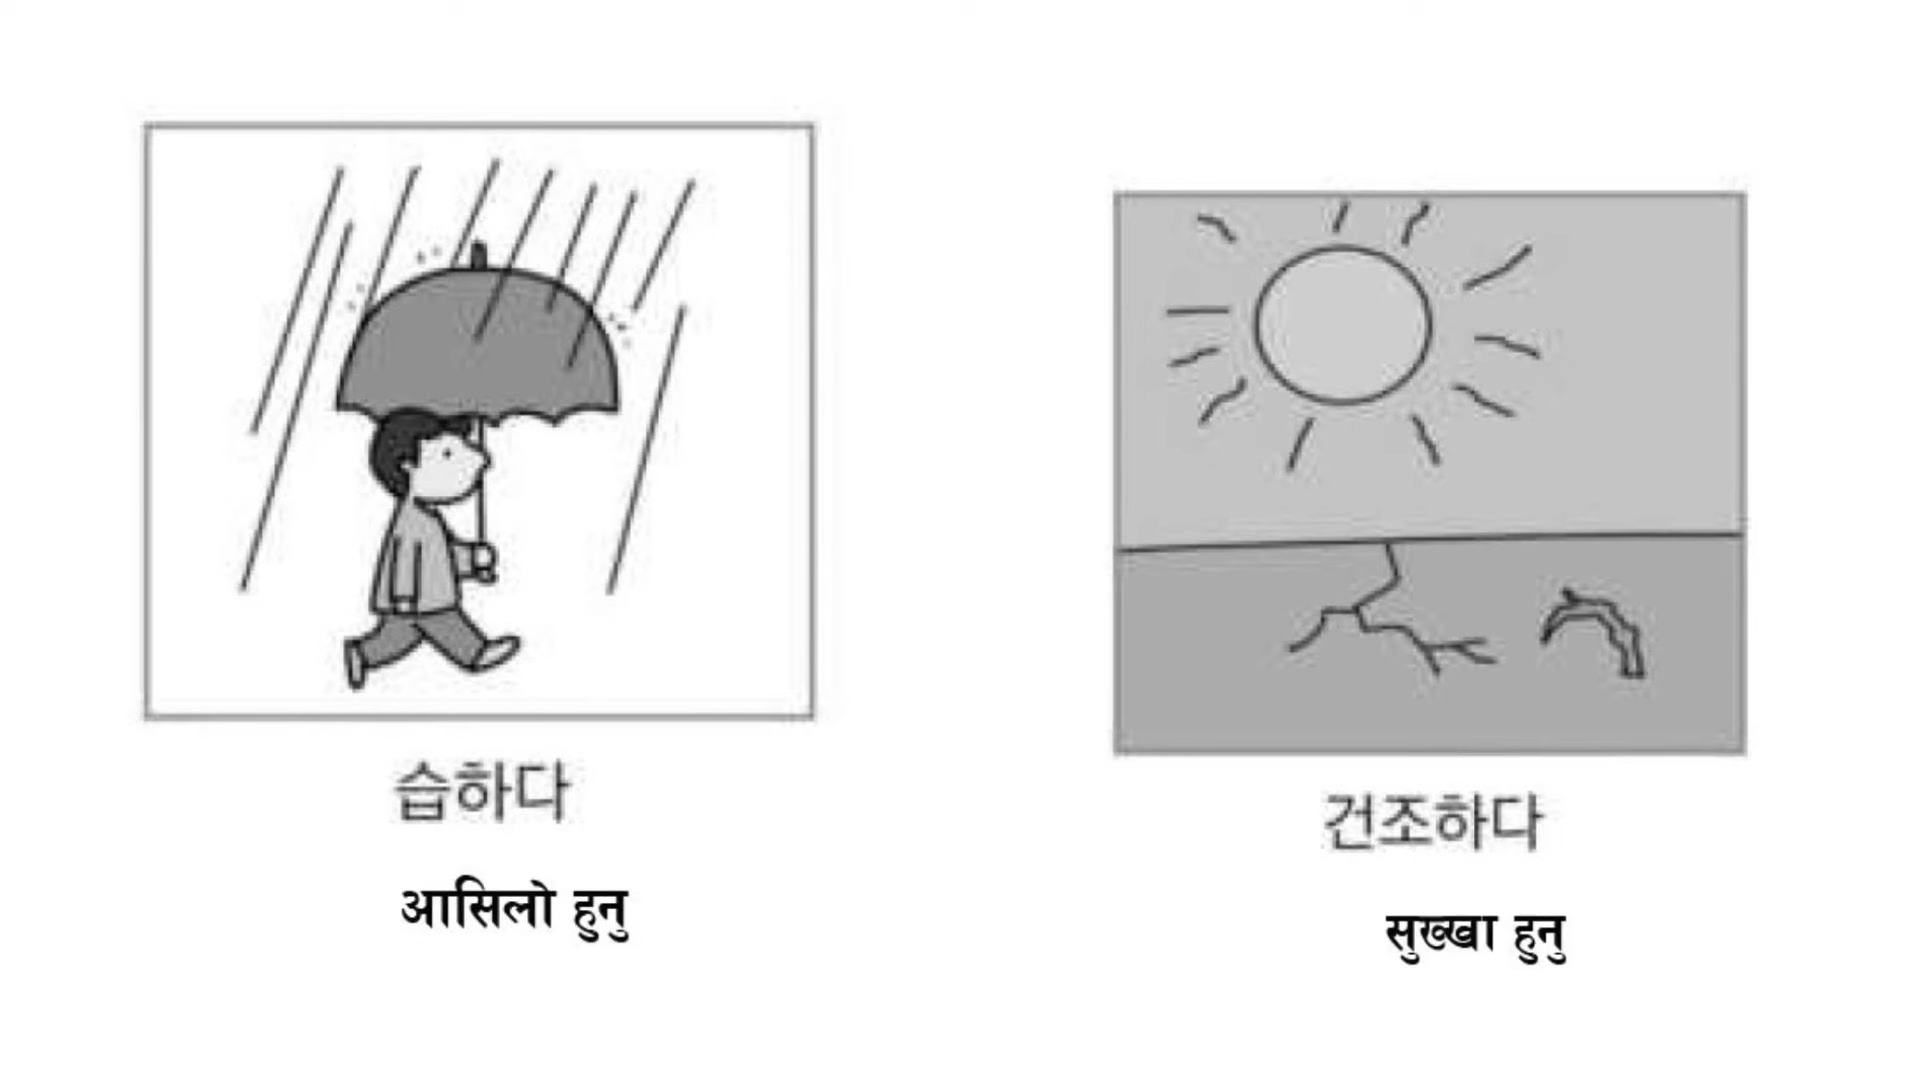 습하다
आसिलो हुनु
건조하다
सुख्खा हुनु